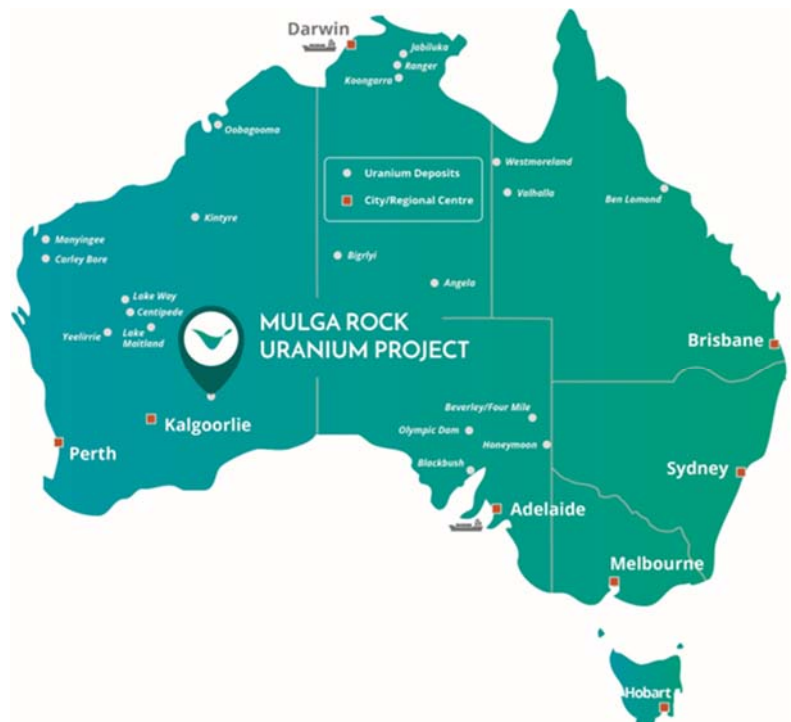 Darwin
Jabiluka
Ranger
Koongarra
Oobagooma
Uranium Deposits
City/Regional Centre
Westmoreland
Valhalla
Ben Lomond
Kintyre
Manyingee
Carley Bore
Bigrlyi
Angela
Lake Way
Centipede
Yeelirrie
Lake
Maitland
MULGA ROCK
URANIUM PROJECT
Brisbane
Kalgoorlie
Perth
Beverley/Four Mile
Olympic Dam
Honeymoon
Blackbush
Sydney
Adelaide
Melbourne
Hobart